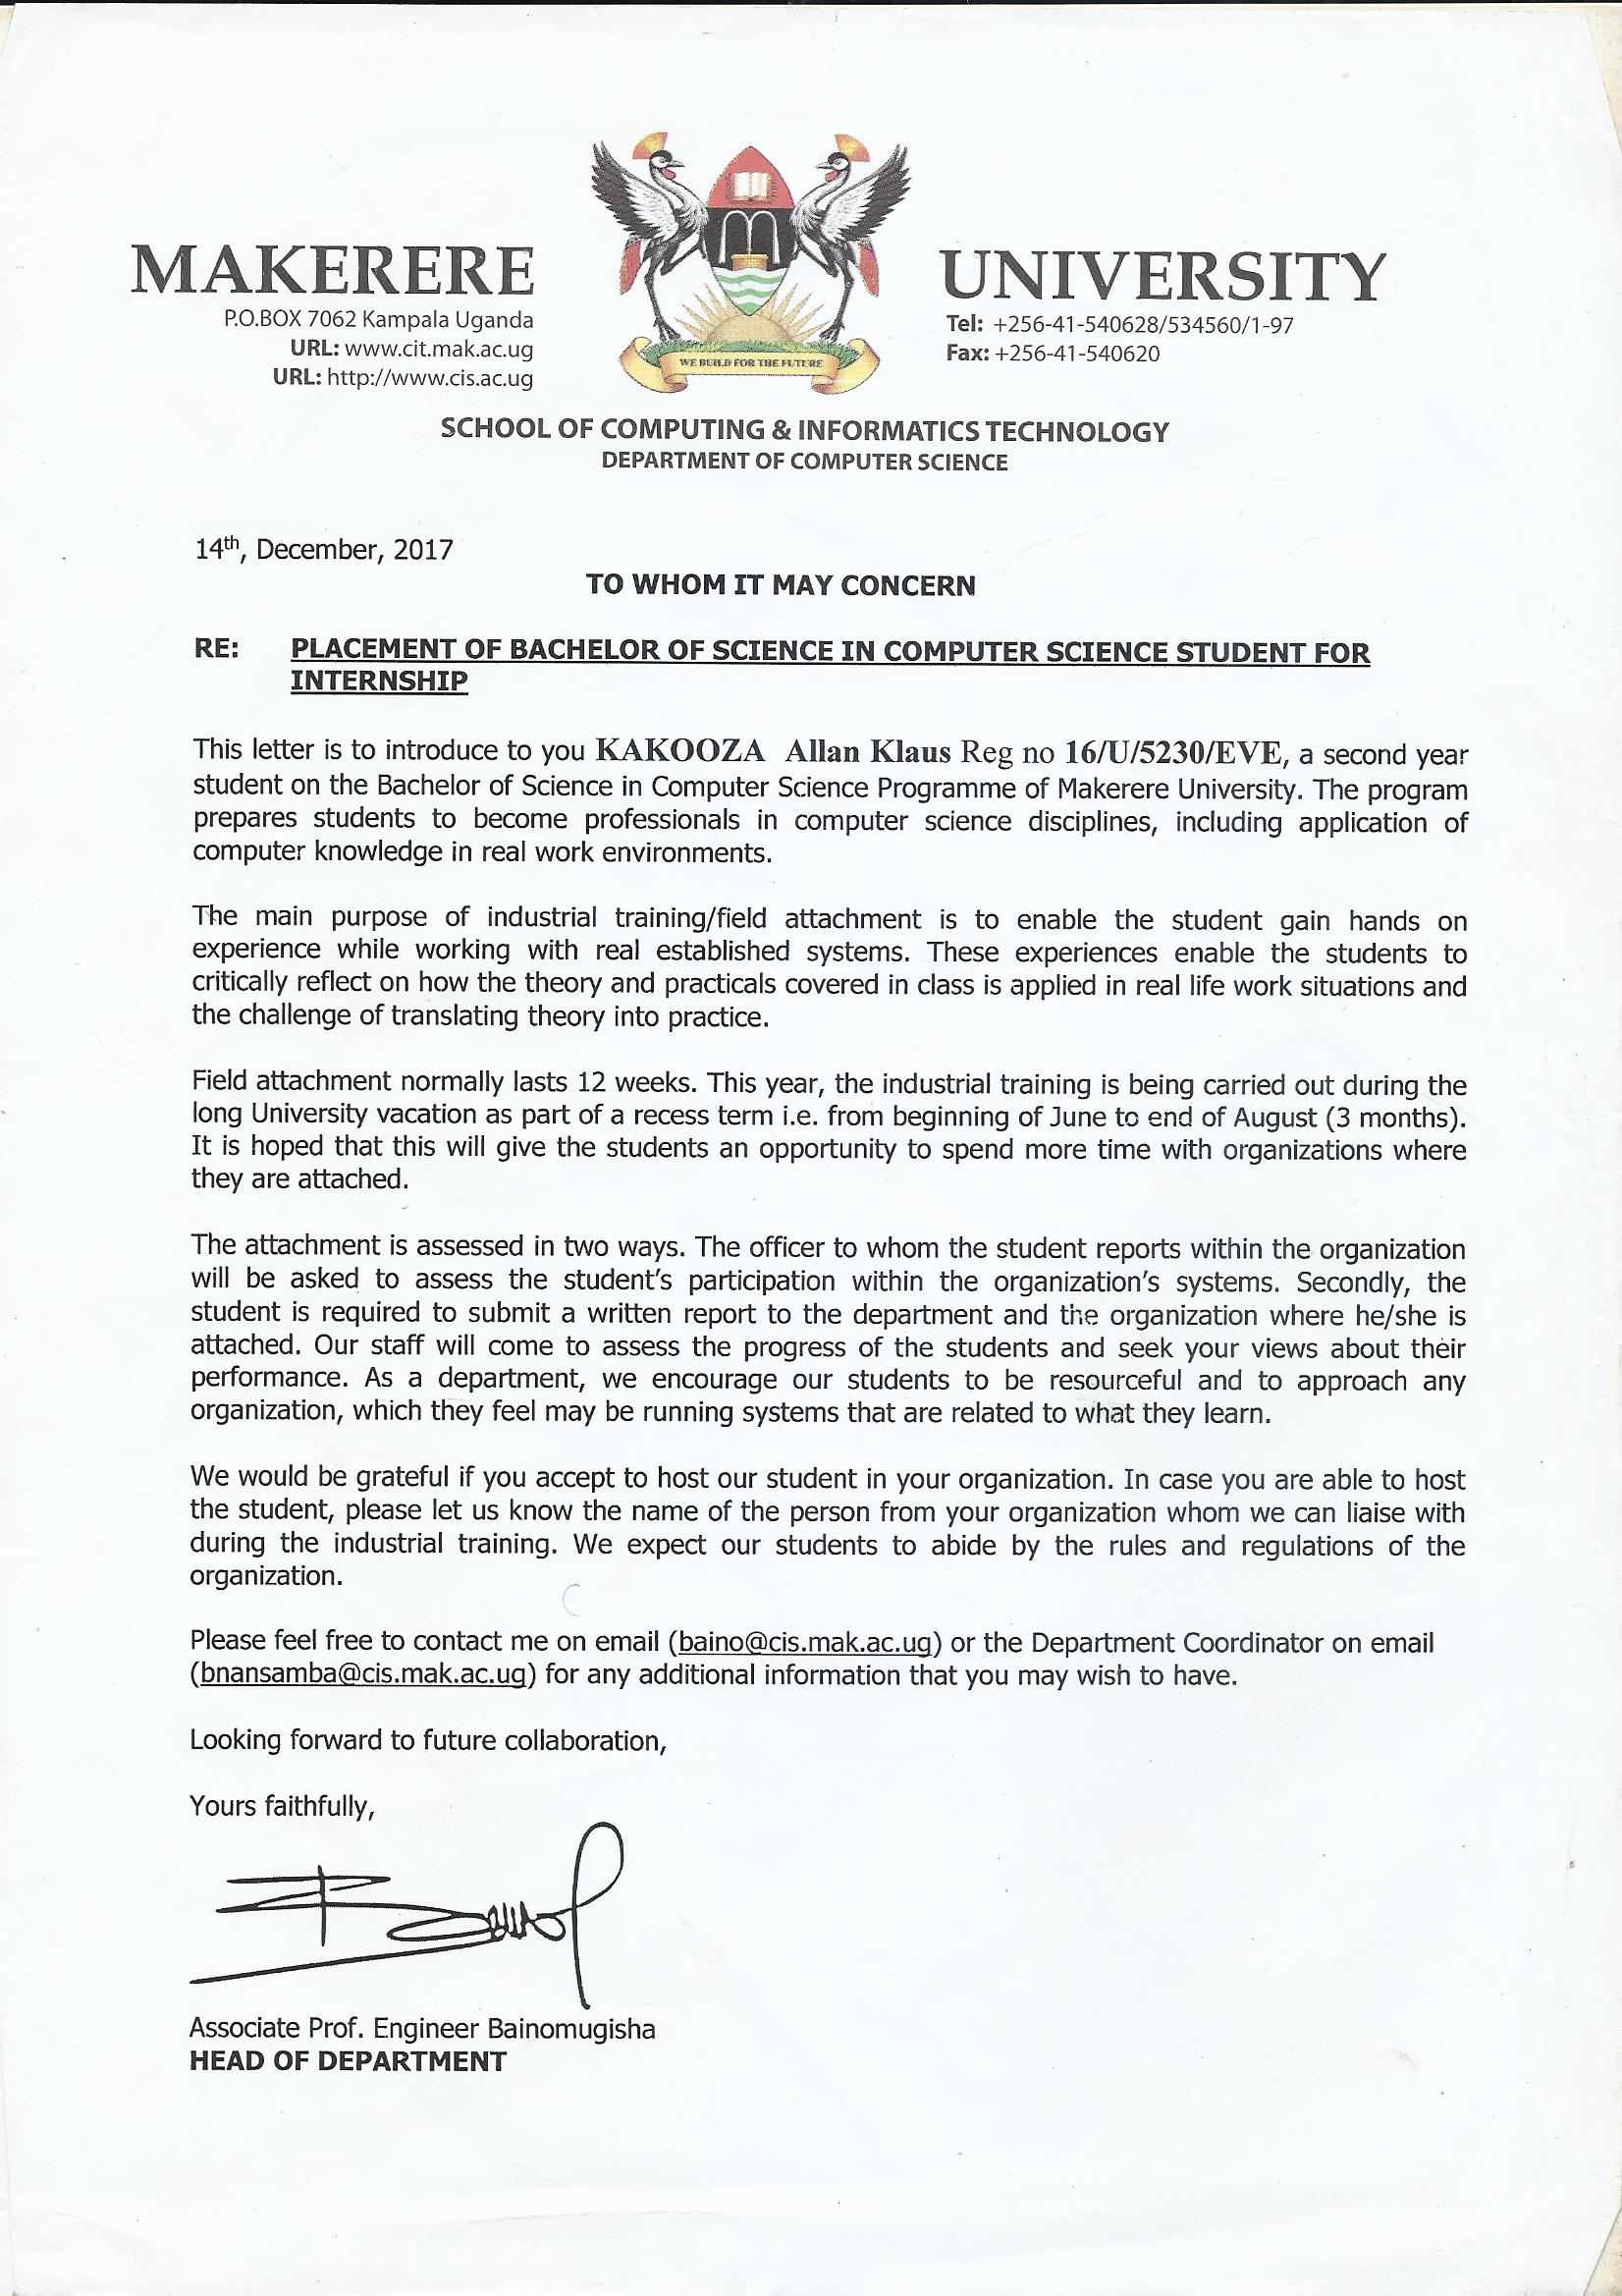 MAKERERE
P.O.BOX 7062 Kampala Uganda
URL: www.cit.mak.ac.ug
URL: http://www.cis.ac.ug
WE BUILD FOR THE FUTURE
UNIVERSITY
Tel: +256-41-540628/534560/1-97
Fax: +256-41-540620
SCHOOL OF COMPUTING & INFORMATICS TECHNOLOGY
DEPARTMENT OF COMPUTER SCIENCE
14th, December, 2017
TO WHOM IT MAY CONCERN
RE: PLACEMENT OF BACHELOR OF SCIENCE IN COMPUTER SCIENCE STUDENT FOR
INTERNSHIP
This letter is to introduce to you KAKOOZA Allan Klaus Reg no 16/U/5230/EVE, a second year
student on the Bachelor of Science in Computer Science Programme of Makerere University. The program
prepares students to become professionals in computer science disciplines, including application of
computer knowledge in real work environments.
The main purpose of industrial training/field attachment is to enable the student gain hands on
experience while working with real established systems. These experiences enable the students to
critically reflect on how the theory and practicals covered in class is applied in real life work situations and
the challenge of translating theory into practice.
Field attachment normally lasts 12 weeks. This year, the industrial training is being carried out during the
long University vacation as part of a recess term i.e. from beginning of June to end of August (3 months).
It is hoped that this will give the students an opportunity to spend more time with organizations where
they are attached.
The attachment is assessed in two ways. The officer to whom the student reports within the organization
will be asked to assess the student's participation within the organization's systems. Secondly, the
student is required to submit a written report to the department and the organization where he/she is
attached. Our staff will come to assess the progress of the students and seek your views about their
performance. As a department, we encourage our students to be resourceful and to approach any
organization, which they feel may be running systems that are related to what they learn.
We would be grateful if you accept to host our student in your organization. In case you are able to host
the student, please let us know the name of the person from your organization whom we can liaise with
during the industrial training. We expect our students to abide by the rules and regulations of the
organization.
Please feel free to contact me on email (baino@cis.mak.ac.ug) or the Department Coordinator on email
(bnansamba@cis.mak.ac.ug) for any additional information that you may wish to have.
Looking forward to future collaboration,
Yours faithfully,
Associate Prof. Engineer Bainomugisha
HEAD OF DEPARTMENT